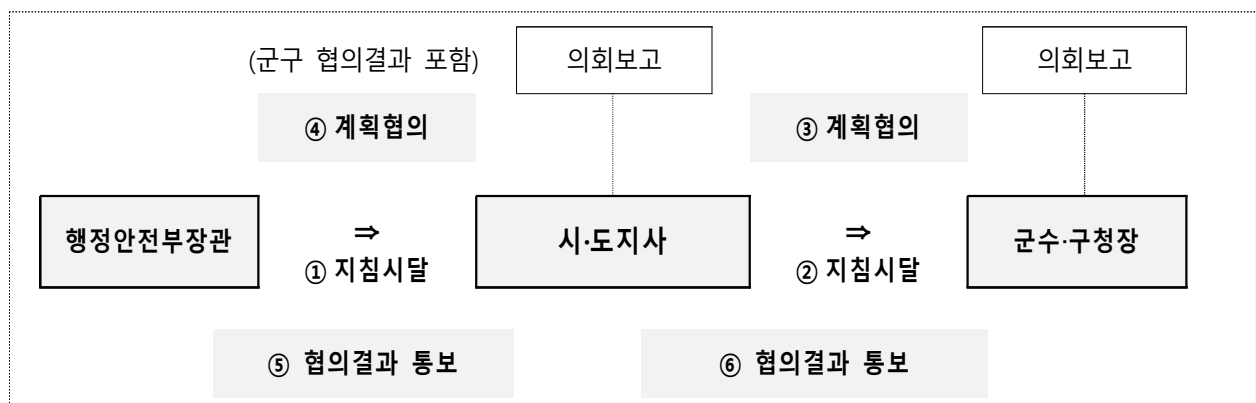 (군구 협의결과 포함)
의회보고
의회보고
④ 계획협의
③ 계획협의
행정안전부장관
⇒
① 지침시달
시·도지사
⇒
② 지침시달
군수·구청장
⑤ 협의결과 통보
⑥ 협의결과 통보